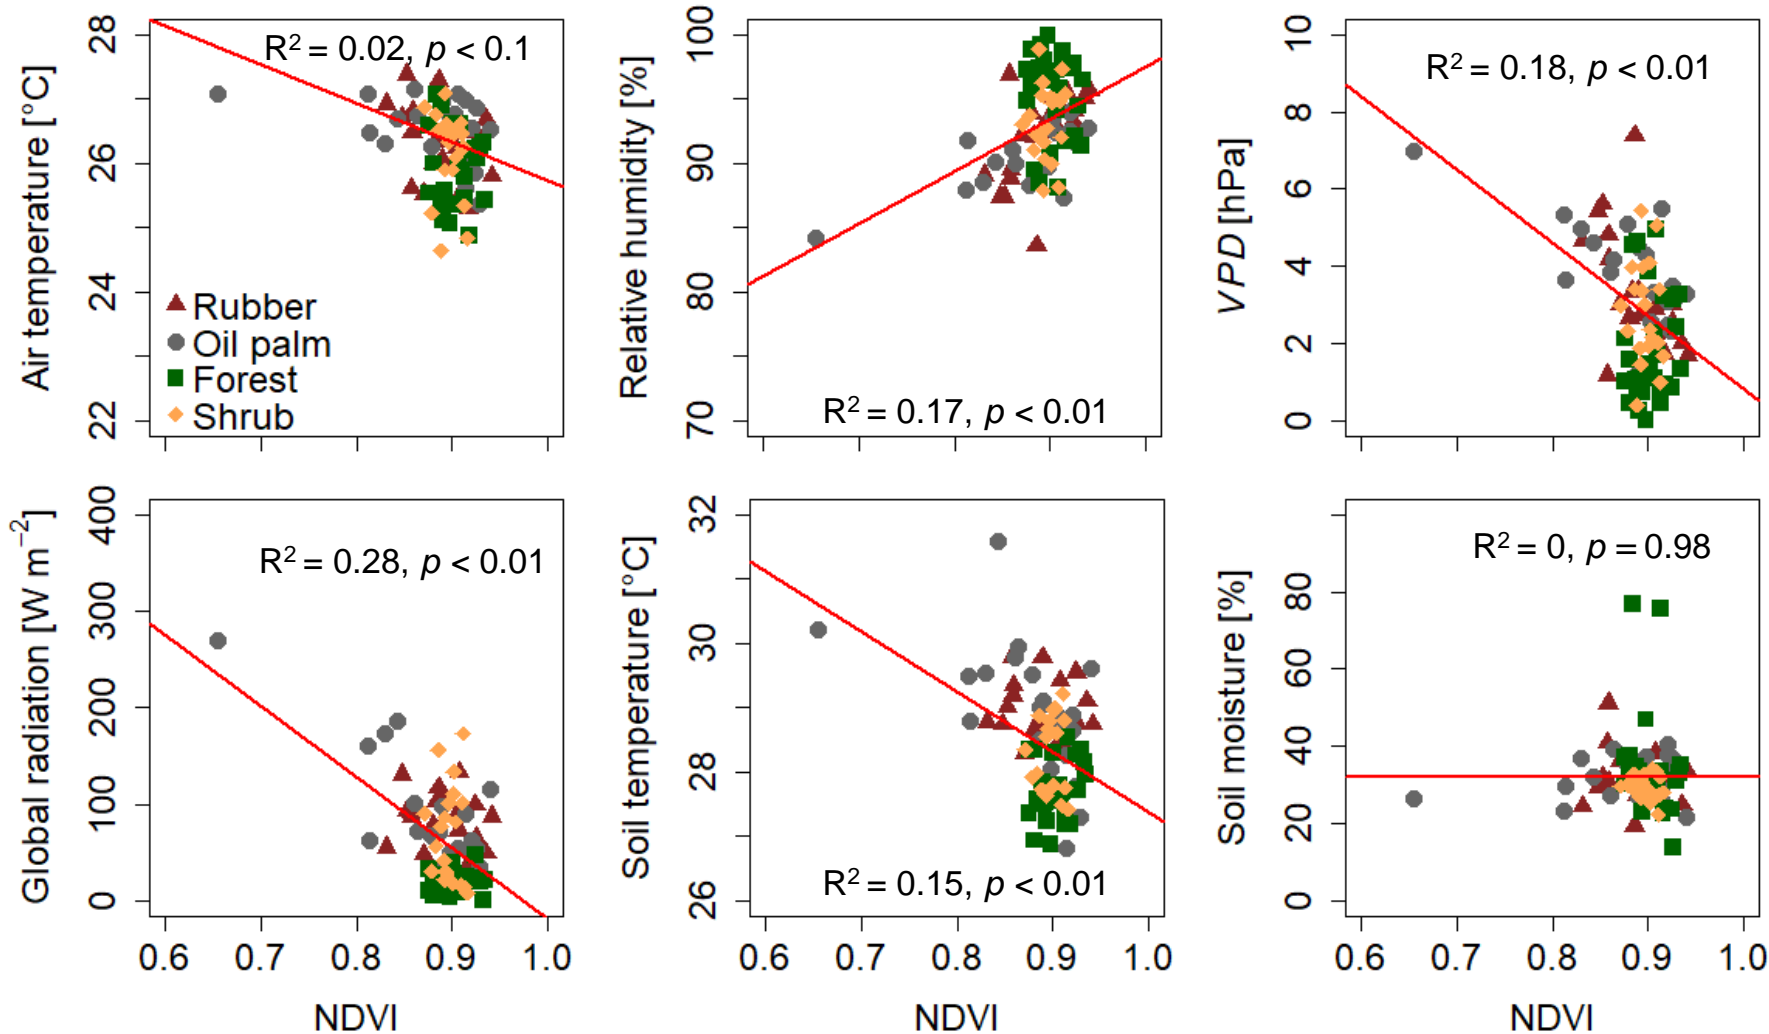 Air temperature [°C]
28
26
24
22
R² = 0.02, p < 0.1
Rubber
Oil palm
Forest
Shrub
Relative humidity [%]
100
90
80
70
R² = 0.17, p < 0.01
VPD [hPa]
10
8
6
4
2
0
R² = 0.18, p < 0.01
Global radiation [W m⁻²]
400
300
200
100
0
R² = 0.28, p < 0.01
0.6 0.7 0.8 0.9 1.0
NDVI
Soil temperature [°C]
32
30
28
26
R² = 0.15, p < 0.01
0.6 0.7 0.8 0.9 1.0
NDVI
Soil moisture [%]
80
60
40
20
0
R² = 0, p = 0.98
0.6 0.7 0.8 0.9 1.0
NDVI